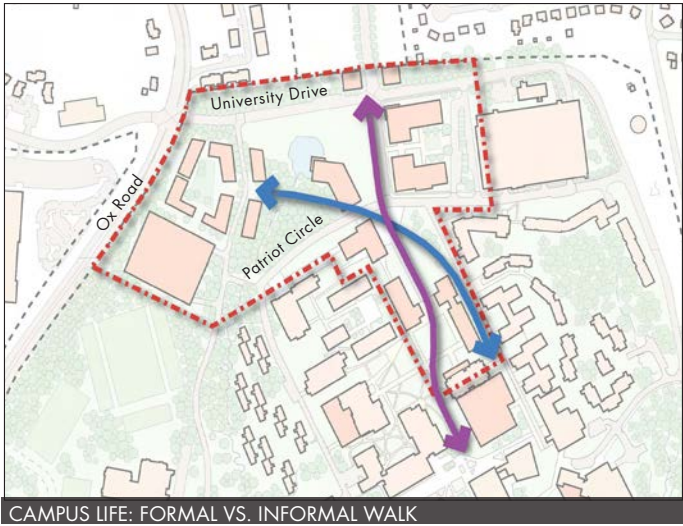 University Drive
Ox Road
Patriot Circle
CAMPUS LIFE: FORMAL VS. INFORMAL WALK